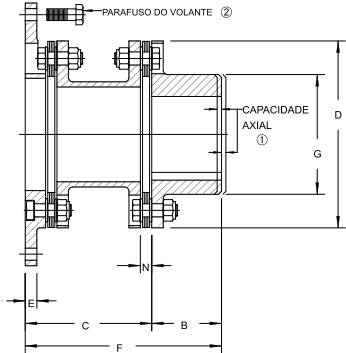 PARAFUSO DO VOLANTE ②
CAPACIDADE
AXIAL
①
D
G
N
E
C
B
F